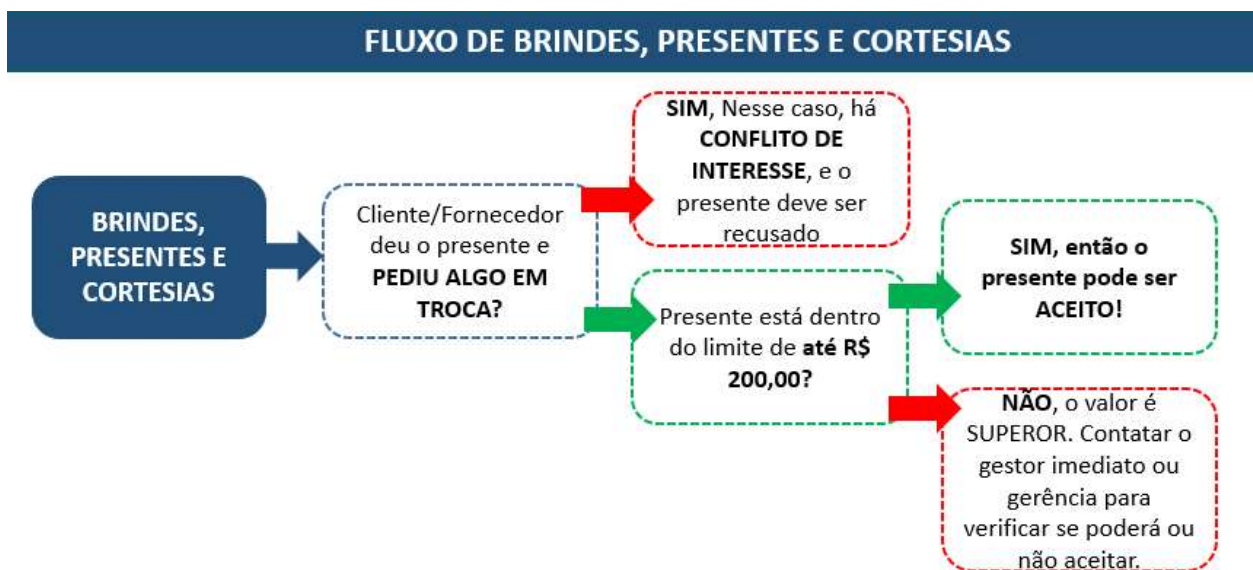 FLUXO DE BRINDES, PRESENTES E CORTESIAS
BRINDES,
PRESENTES E
CORTESIAS
Cliente/Fornecedor
deu o presente e
PEDIU ALGO EM
TROCA?
SIM, Nesse caso, há
CONFLITO DE
INTERESSE, e o
presente deve ser
recusado
Presente está dentro
do limite de até R$
200,00?
SIM, então o
presente pode ser
ACEITO!
NÃO, o valor é
SUPEROR. Contatar o
gestor imediato ou
gerência para
verificar se poderá ou
não aceitar.